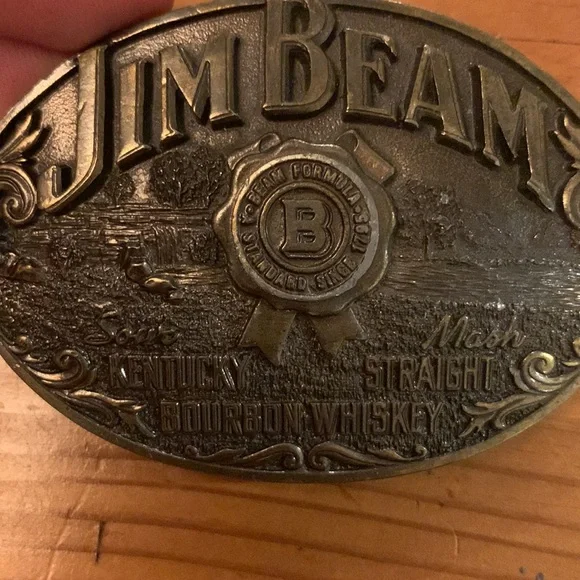 JIM BEAM
BEAM FORMULA
B
STANDARD SINCE 1795
Sour Mash
KENTUCKY STRAIGHT
BOURBON WHISKEY